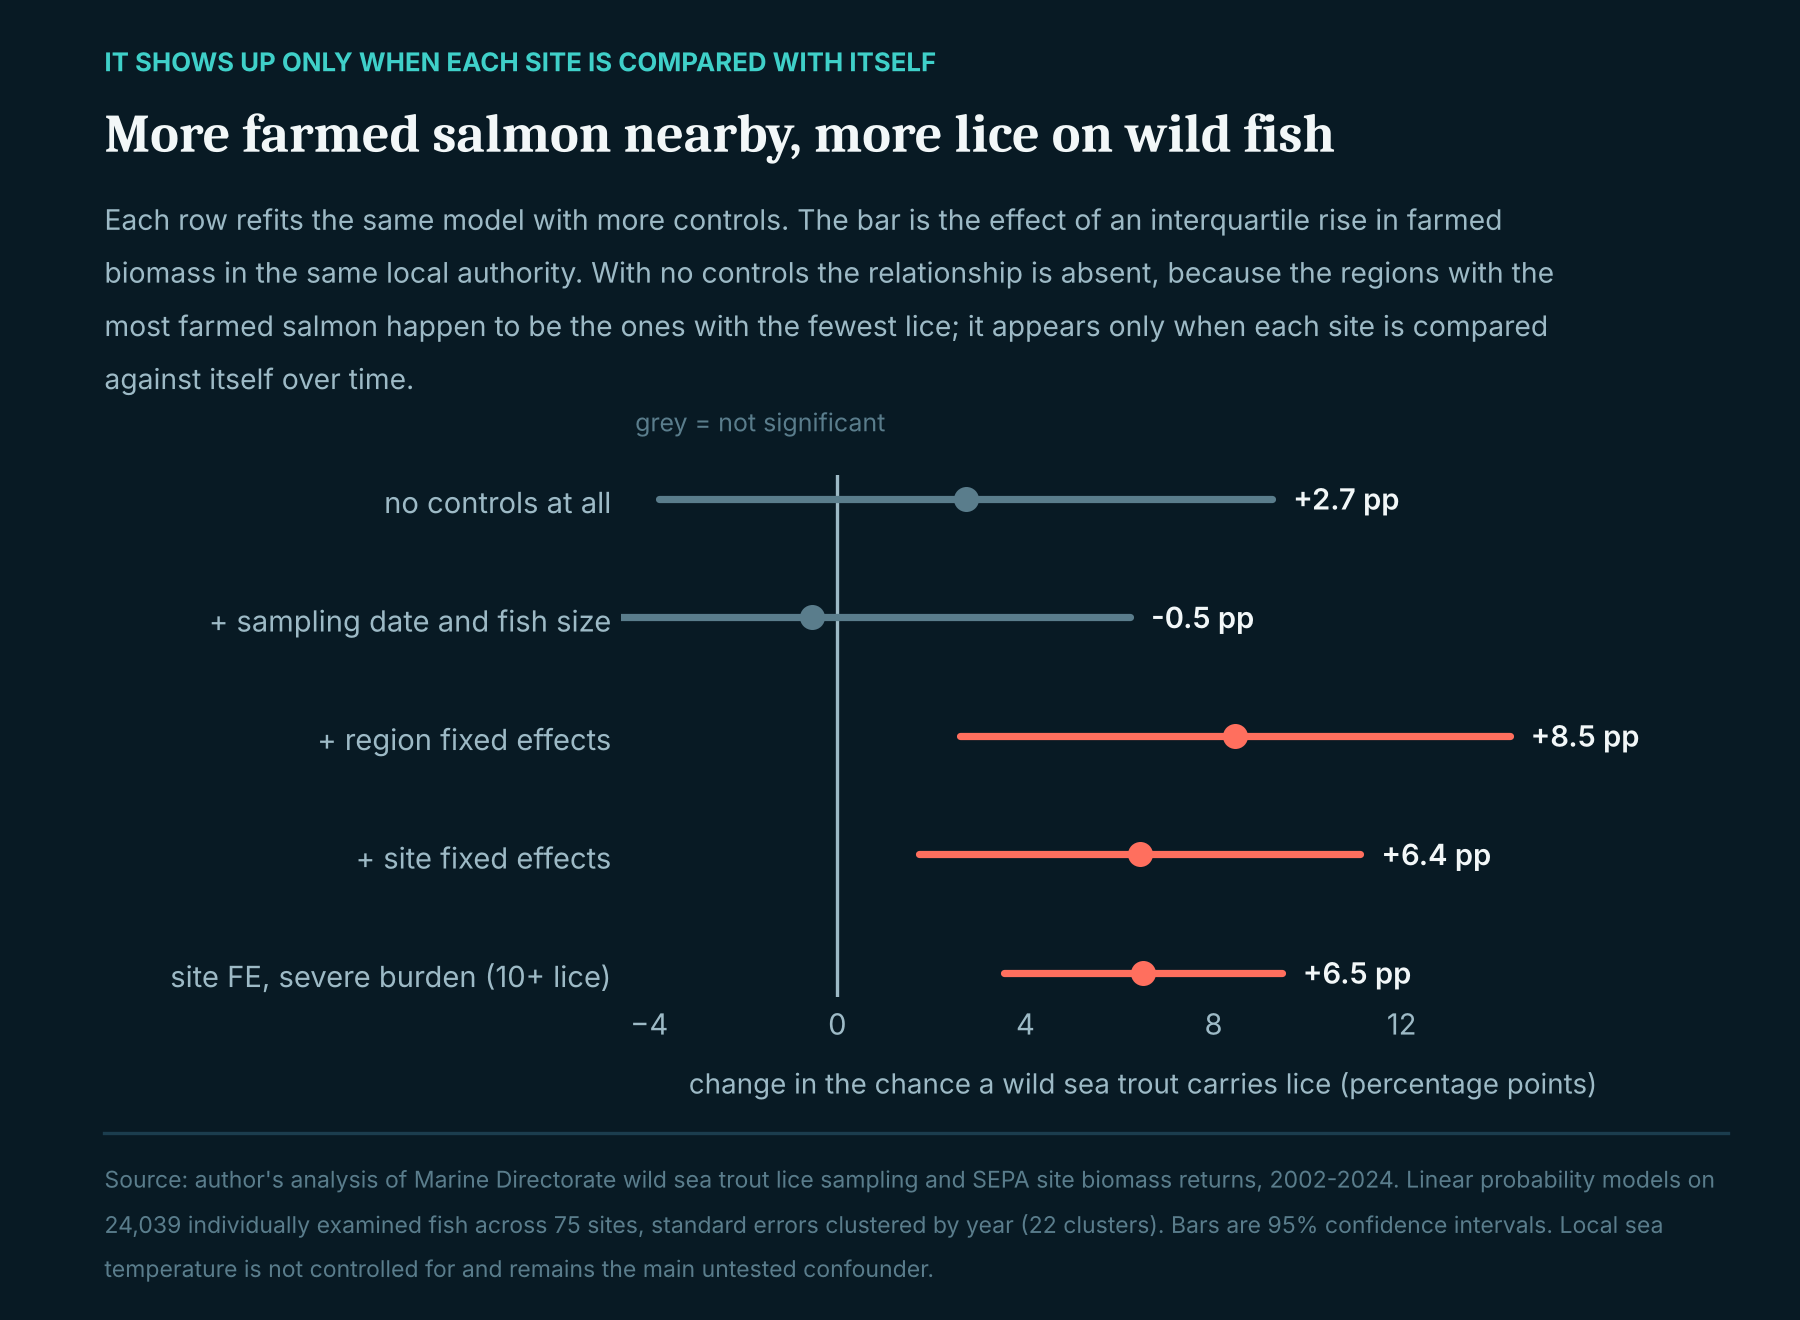 IT SHOWS UP ONLY WHEN EACH SITE IS COMPARED WITH ITSELF
More farmed salmon nearby, more lice on wild fish
Each row refits the same model with more controls. The bar is the effect of an interquartile rise in farmed
biomass in the same local authority. With no controls the relationship is absent, because the regions with the
most farmed salmon happen to be the ones with the fewest lice; it appears only when each site is compared
against itself over time.
grey = not significant
no controls at all +2.7 pp
+ sampling date and fish size -0.5 pp
+ region fixed effects +8.5 pp
+ site fixed effects +6.4 pp
site FE, severe burden (10+ lice) +6.5 pp
−4 0 4 8 12
change in the chance a wild sea trout carries lice (percentage points)
Source: author's analysis of Marine Directorate wild sea trout lice sampling and SEPA site biomass returns, 2002-2024. Linear probability models on
24,039 individually examined fish across 75 sites, standard errors clustered by year (22 clusters). Bars are 95% confidence intervals. Local sea
temperature is not controlled for and remains the main untested confounder.